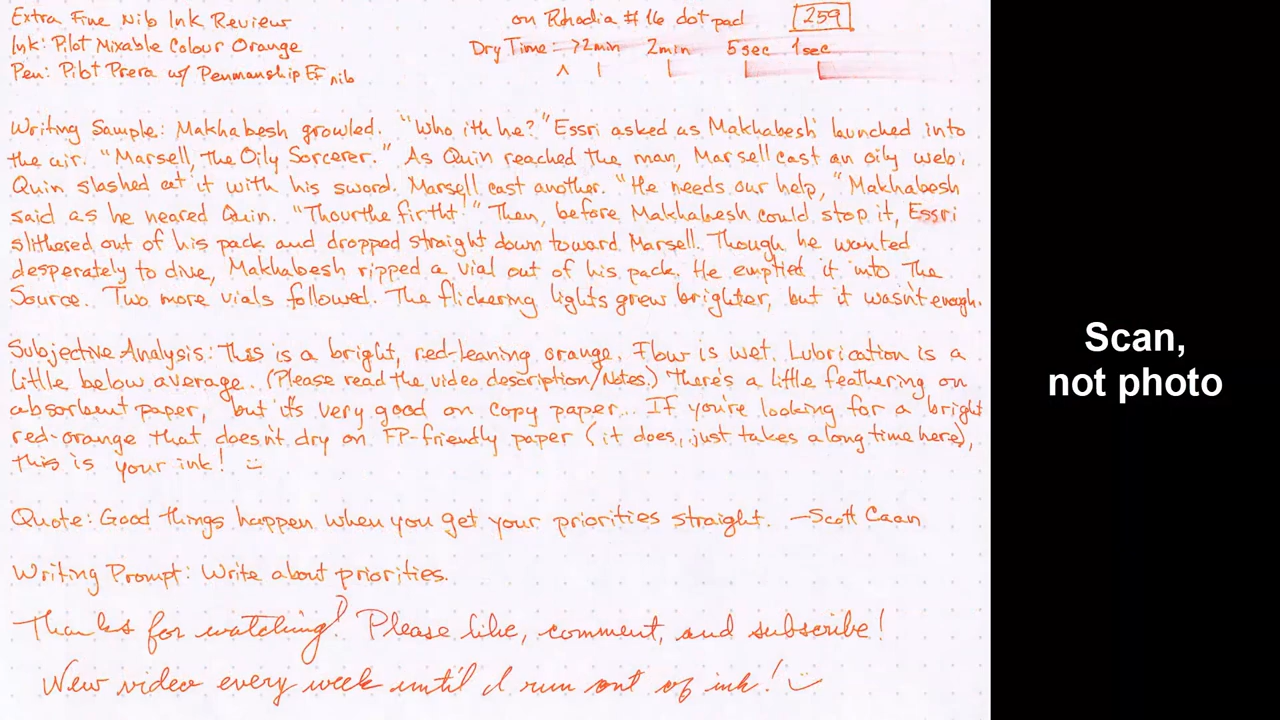 Extra Fine Nib Ink Review on Rhodia #16 dot pad 259
Ink: Pilot Mixable Colour Orange Dry Time: >2min 2min 5sec 1sec
Pen: Pilot Prera w/ Penmanship EF nib
Writing Sample: Makhabesh growled. "Who ith he?" Essri asked as Makhabesh launched into
the air. "Marsell, the Oily Sorcerer." As Quin reached the man, Marsell cast an oily web.
Quin slashed at it with his sword. Marsell cast another. "He needs our help," Makhabesh
said as he neared Quin. "Thourthe firtht!" Then, before Makhabesh could stop it, Essri
slithered out of his pack and dropped straight down toward Marsell. Though he wanted
desperately to dive, Makhabesh ripped a vial out of his pack. He emptied it into the
Source. Two more vials followed. The flickering lights grew brighter, but it wasn't enough.
Subjective Analysis: This is a bright, red-leaning orange. Flow is wet. Lubrication is a
little below average. (Please read the video description/Notes.) There's a little feathering on
absorbent paper, but it's very good on copy paper... If you're looking for a bright
red-orange that doesn't dry on FP-friendly paper (it does, just takes a long time here),
this is your ink! :)
Quote: Good things happen when you get your priorities straight. —Scott Caan
Writing Prompt: Write about priorities.
Thanks for watching! Please like, comment, and subscribe!
New video every week until I run out of ink! :)
Scan,
not photo